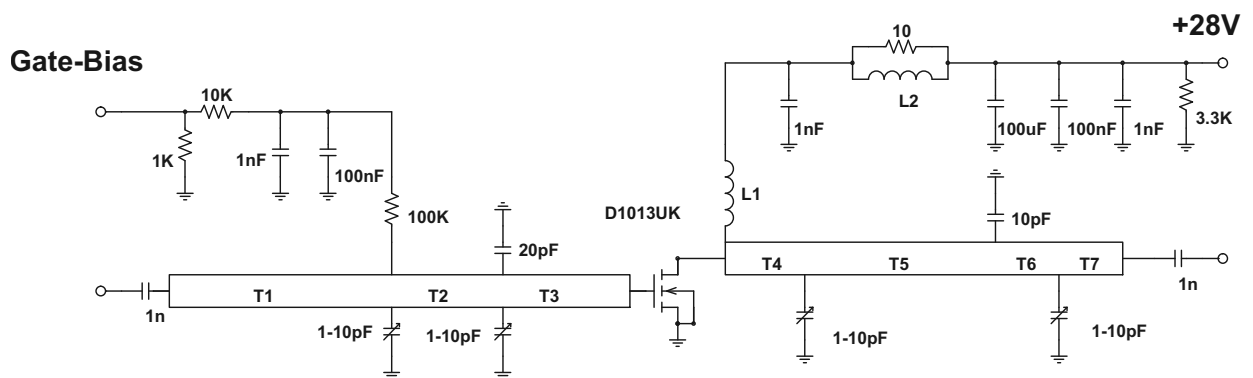 +28V
10
Gate-Bias
L2
10K
1nF
100uF
100nF
1nF
3.3K
1K
1nF
100nF
L1
100K
D1013UK
10pF
20pF
T1
T2
T3
T4
T5
T6
T7
1n
1n
1-10pF
1-10pF
1-10pF
1-10pF